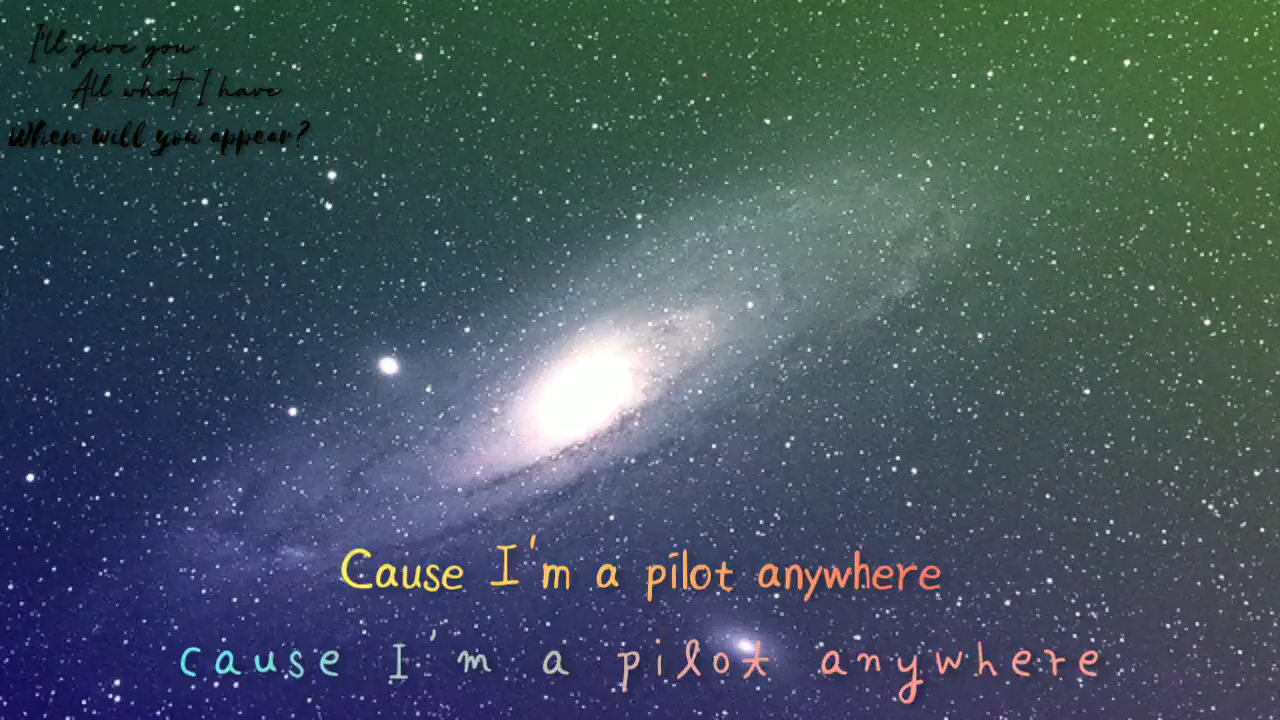 I'll give you
All what I have
When will you appear?
Cause I'm a pilot anywhere
cause I'm a pilot anywhere